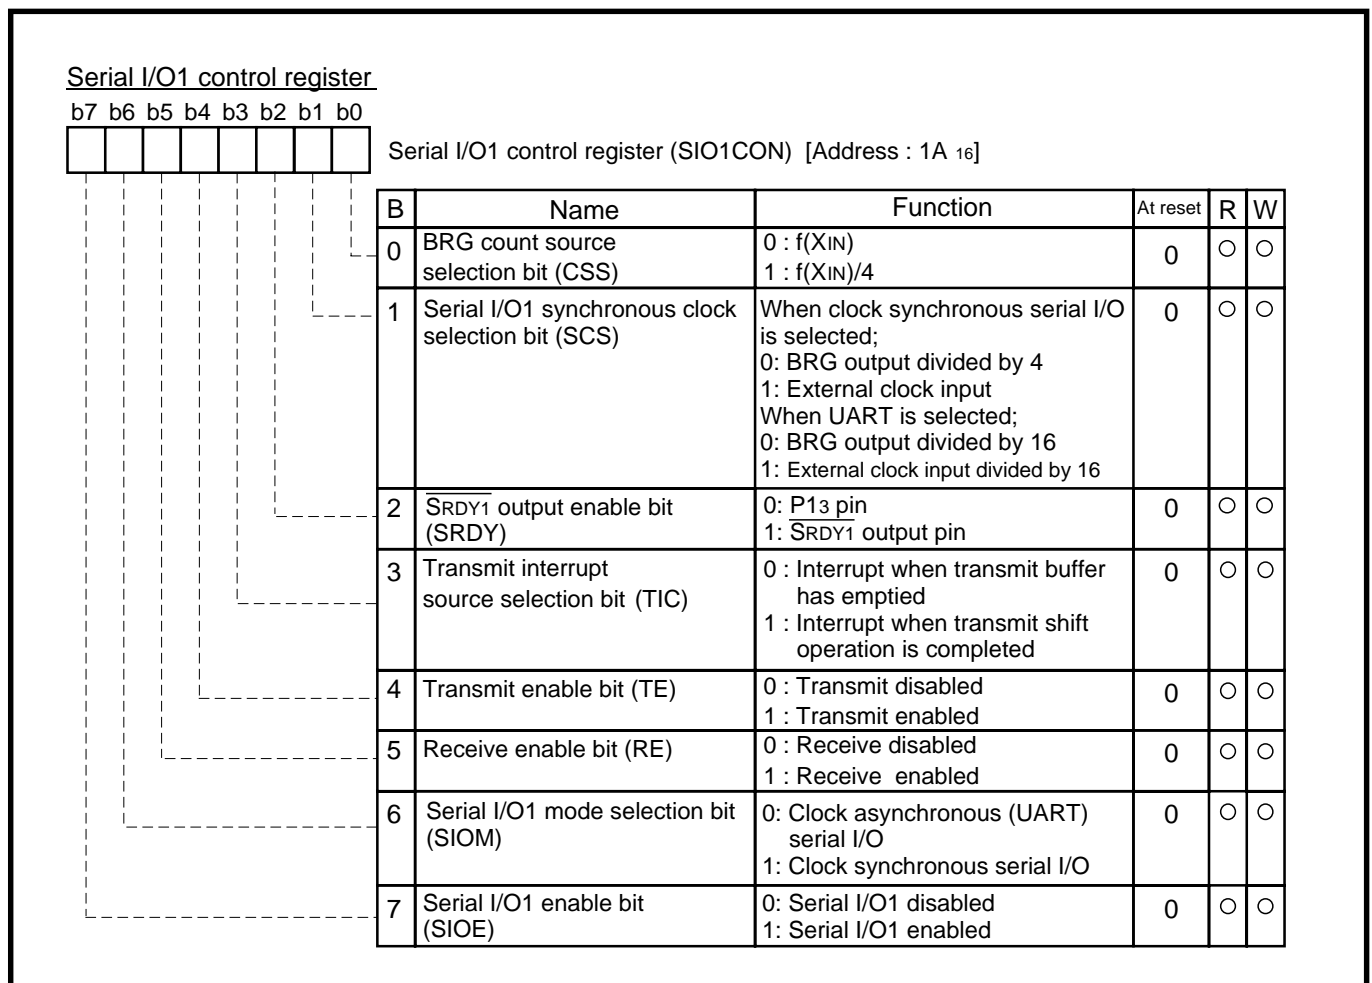 Serial I/O1 control register
b7 b6 b5 b4 b3 b2 b1 b0
Serial I/O1 control register (SIO1CON) [Address : 1A 16]
B Name Function At reset R W
0 BRG count source 0 : f(XIN) 0 ○ ○
selection bit (CSS) 1 : f(XIN)/4
1 Serial I/O1 synchronous clock When clock synchronous serial I/O 0 ○ ○
selection bit (SCS) is selected;
0: BRG output divided by 4
1: External clock input
When UART is selected;
0: BRG output divided by 16
1: External clock input divided by 16
2 S̅R̅D̅Y̅1̅ output enable bit 0: P13 pin 0 ○ ○
(SRDY) 1: S̅R̅D̅Y̅1̅ output pin
3 Transmit interrupt 0 : Interrupt when transmit buffer 0 ○ ○
source selection bit (TIC) has emptied
1 : Interrupt when transmit shift
operation is completed
4 Transmit enable bit (TE) 0 : Transmit disabled 0 ○ ○
1 : Transmit enabled
5 Receive enable bit (RE) 0 : Receive disabled 0 ○ ○
1 : Receive enabled
6 Serial I/O1 mode selection bit 0: Clock asynchronous (UART) 0 ○ ○
(SIOM) serial I/O
1: Clock synchronous serial I/O
7 Serial I/O1 enable bit 0: Serial I/O1 disabled 0 ○ ○
(SIOE) 1: Serial I/O1 enabled